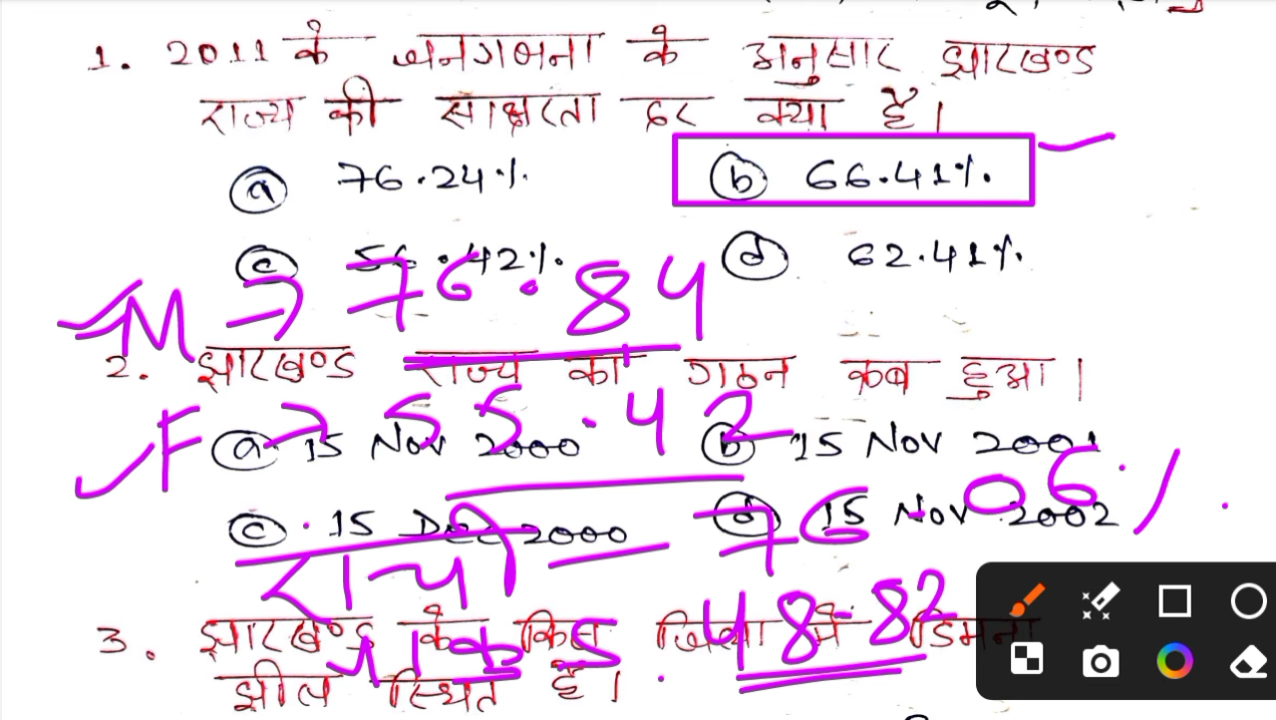 1. 2011 के जनगणना के अनुसार झारखण्ड
राज्य की साक्षरता दर क्या है।
(a) 76.24%. (b) 66.41%.
(c) 56.42%. (d) 62.41%.
M ⇒ 76.84
2. झारखण्ड राज्य का गठन कब हुआ।
F → 55.42
(a) 15 Nov 2000 (b) 15 Nov 2001
(c) 15 Dec 2000 (d) 15 Nov 2002
राची 76.06%
3. झारखण्ड के किस जिला में डिमना
48.82
झील स्थित है।